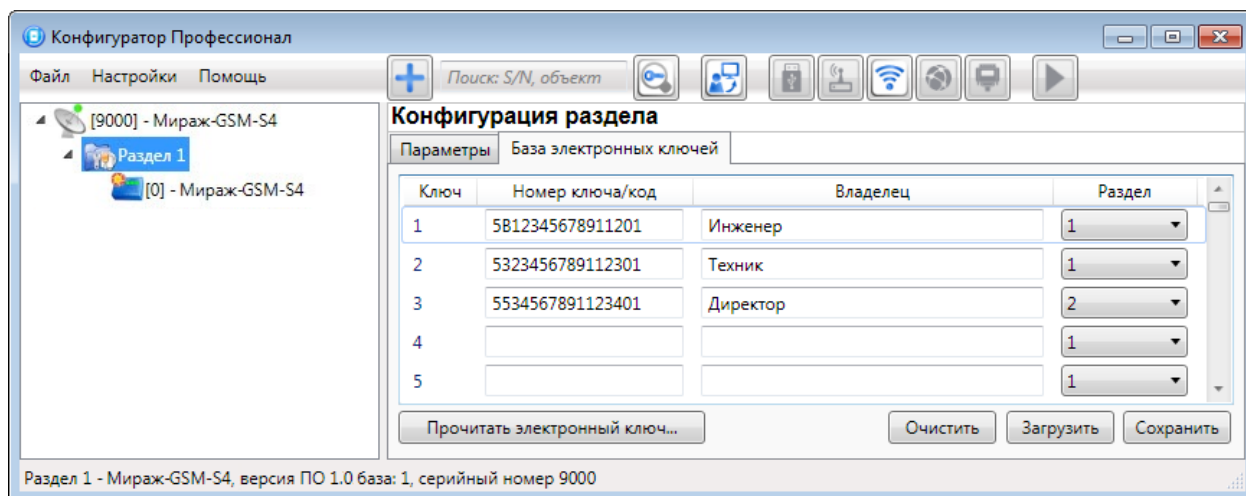 Конфигуратор Профессионал
Файл Настройки Помощь Поиск: S/N, объект
[9000] - Мираж-GSM-S4
Раздел 1
[0] - Мираж-GSM-S4
Конфигурация раздела
Параметры База электронных ключей
Ключ Номер ключа/код Владелец Раздел
1 5B12345678911201 Инженер 1
2 5323456789112301 Техник 1
3 5534567891123401 Директор 2
4 1
5 1
Прочитать электронный ключ... Очистить Загрузить Сохранить
Раздел 1 - Мираж-GSM-S4, версия ПО 1.0 база: 1, серийный номер 9000